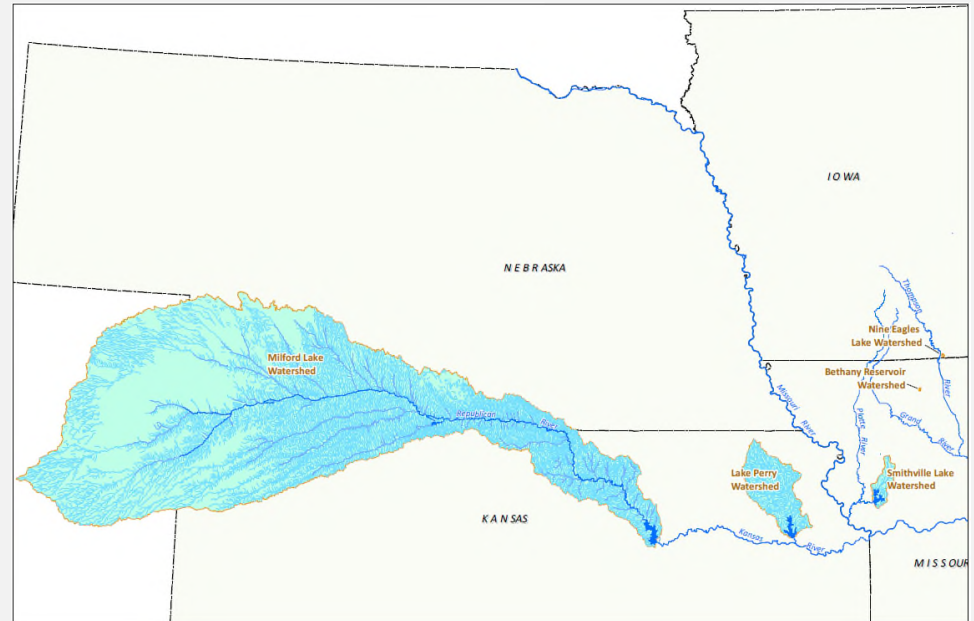 IOWA
NEBRASKA
Thompson
River
Nine Eagles
Lake Watershed
Bethany Reservoir
Watershed
Milford Lake
Watershed
Republican
River
Missouri
River
Platte
River
Grand
River
Lake Perry
Watershed
Smithville Lake
Watershed
KANSAS
Kansas
River
MISSOUR